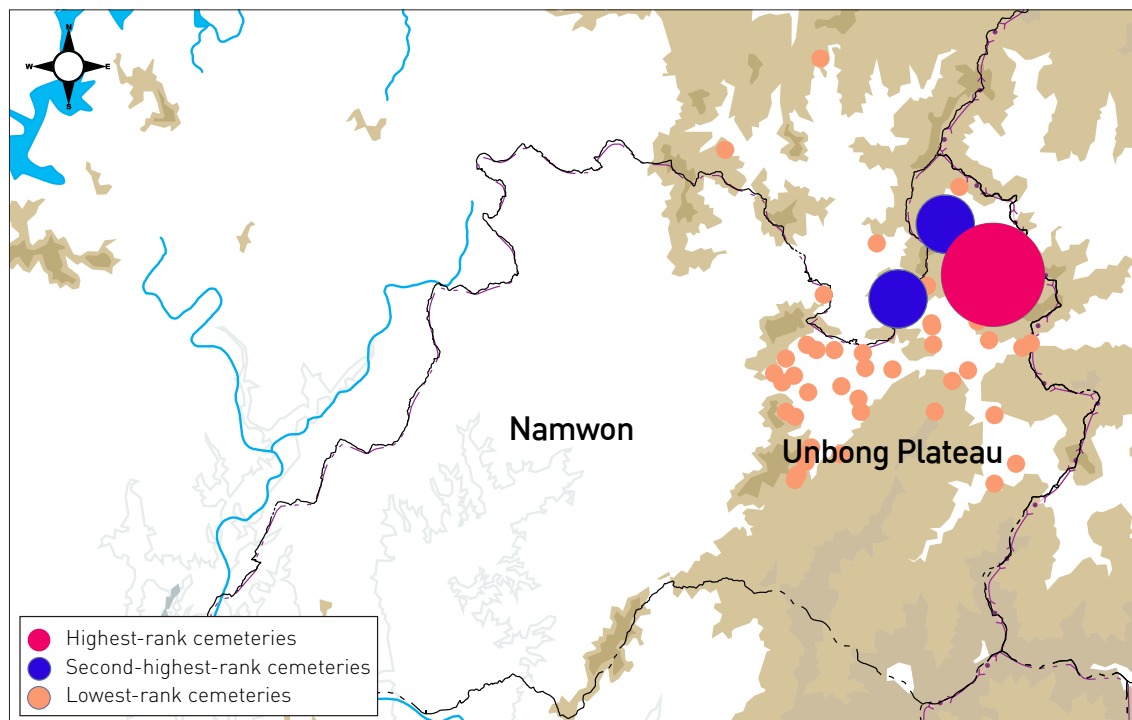 N
W E
S
Namwon
Unbong Plateau
Highest-rank cemeteries
Second-highest-rank cemeteries
Lowest-rank cemeteries